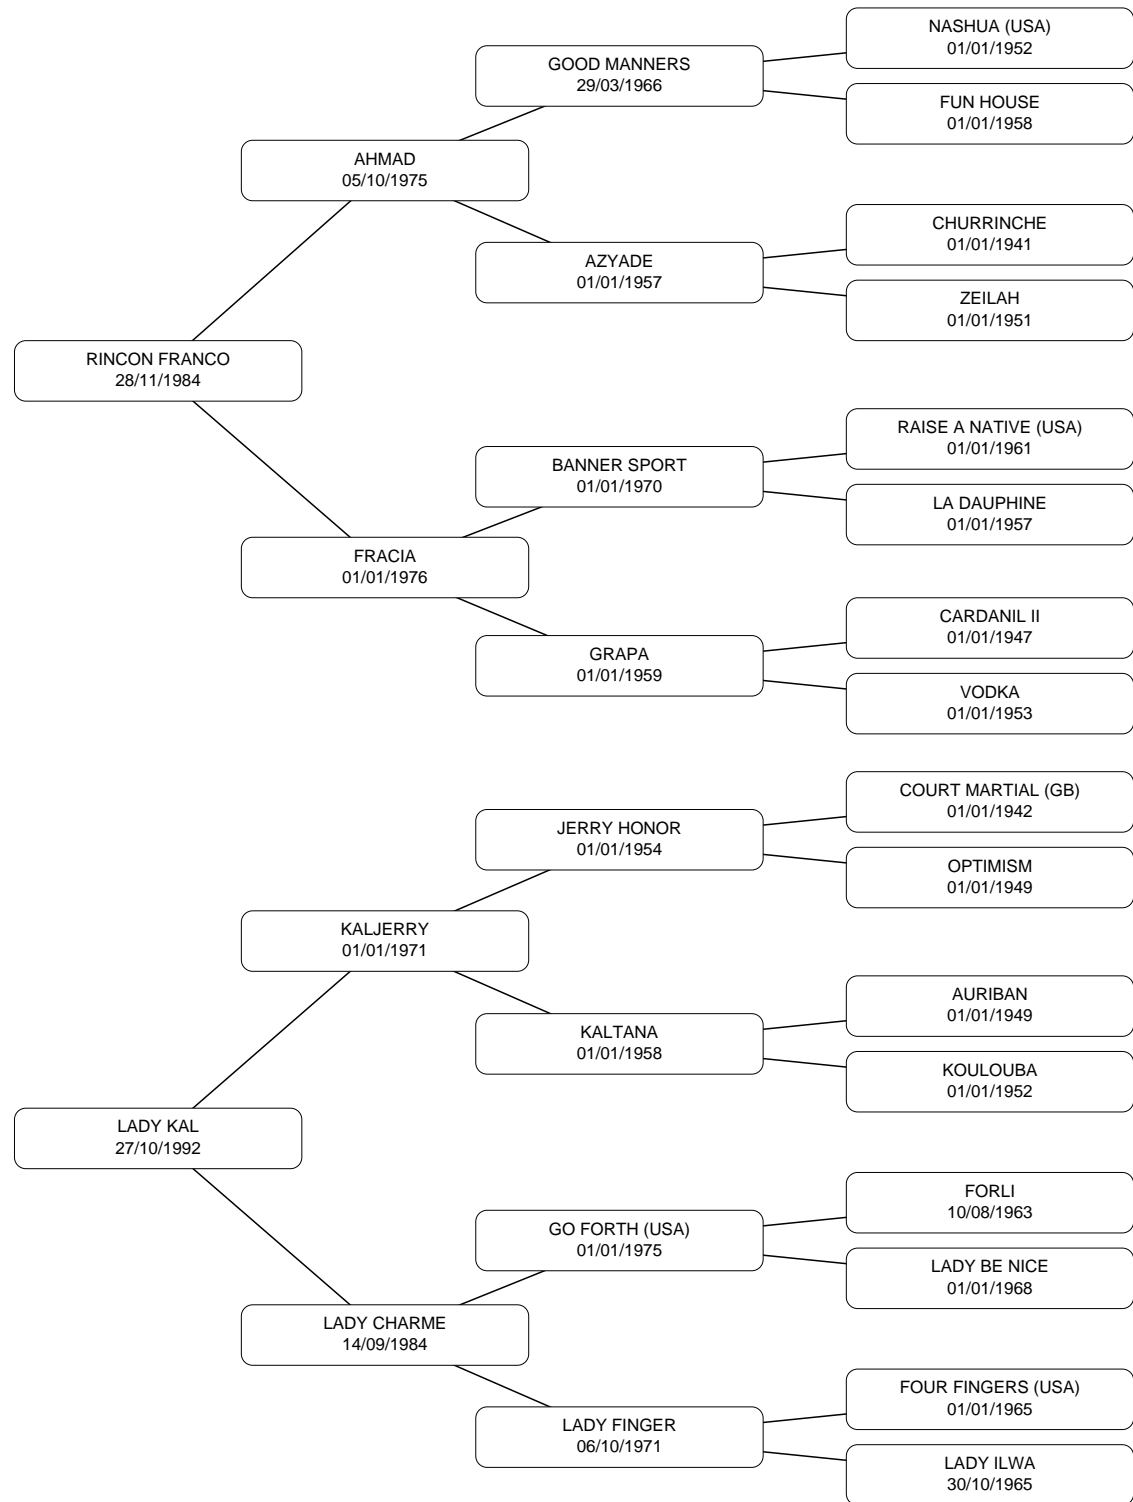 NASHUA (USA)
01/01/1952
GOOD MANNERS
29/03/1966
FUN HOUSE
01/01/1958
AHMAD
05/10/1975
CHURRINCHE
01/01/1941
AZYADE
01/01/1957
ZEILAH
01/01/1951
RINCON FRANCO
28/11/1984
RAISE A NATIVE (USA)
01/01/1961
BANNER SPORT
01/01/1970
LA DAUPHINE
01/01/1957
FRACIA
01/01/1976
CARDANIL II
01/01/1947
GRAPA
01/01/1959
VODKA
01/01/1953
COURT MARTIAL (GB)
01/01/1942
JERRY HONOR
01/01/1954
OPTIMISM
01/01/1949
KALJERRY
01/01/1971
AURIBAN
01/01/1949
KALTANA
01/01/1958
KOULOUBA
01/01/1952
LADY KAL
27/10/1992
FORLI
10/08/1963
GO FORTH (USA)
01/01/1975
LADY BE NICE
01/01/1968
LADY CHARME
14/09/1984
FOUR FINGERS (USA)
01/01/1965
LADY FINGER
06/10/1971
LADY ILWA
30/10/1965